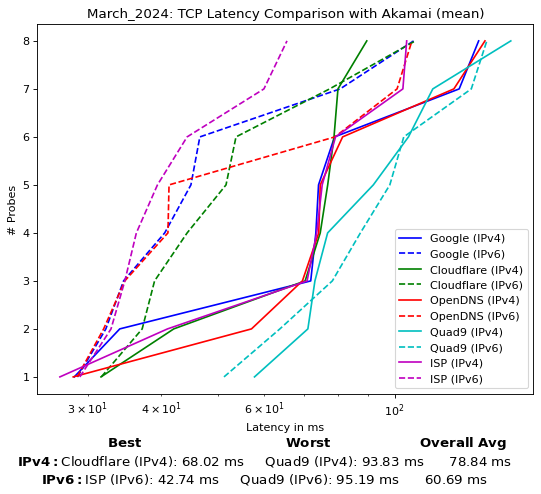 March_2024: TCP Latency Comparison with Akamai (mean)
8
7
6
5
4
3
2
1
# Probes
Google (IPv4)
Google (IPv6)
Cloudflare (IPv4)
Cloudflare (IPv6)
OpenDNS (IPv4)
OpenDNS (IPv6)
Quad9 (IPv4)
Quad9 (IPv6)
ISP (IPv4)
ISP (IPv6)
3 × 10¹ 4 × 10¹ 6 × 10¹ 10²
Latency in ms
Best Worst Overall Avg
IPv4: Cloudflare (IPv4): 68.02 ms Quad9 (IPv4): 93.83 ms 78.84 ms
IPv6: ISP (IPv6): 42.74 ms Quad9 (IPv6): 95.19 ms 60.69 ms